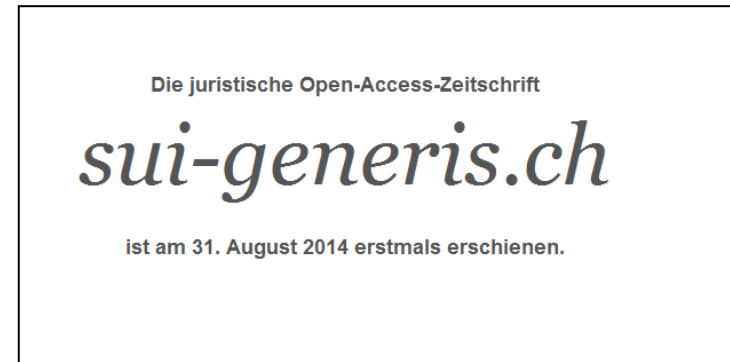 Die juristische Open-Access-Zeitschrift
sui-generis.ch
ist am 31. August 2014 erstmals erschienen.